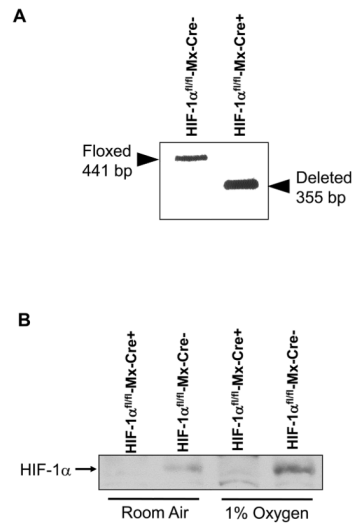 A
HIF-1αfl/fl-Mx-Cre-
HIF-1αfl/fl-Mx-Cre+
Floxed
441 bp
Deleted
355 bp
B
HIF-1αfl/fl-Mx-Cre+
HIF-1αfl/fl-Mx-Cre-
HIF-1αfl/fl-Mx-Cre+
HIF-1αfl/fl-Mx-Cre-
HIF-1α
Room Air
1% Oxygen